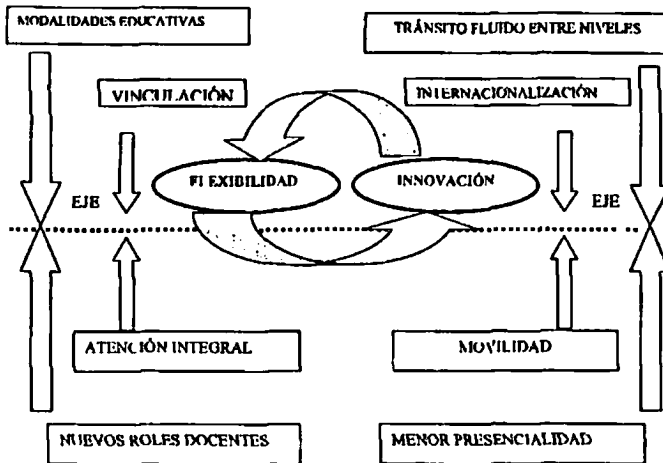 MODALIDADES EDUCATIVAS
TRÁNSITO FLUIDO ENTRE NIVELES
VINCULACIÓN
INTERNACIONALIZACIÓN
FLEXIBILIDAD
INNOVACIÓN
EJE
EJE
ATENCIÓN INTEGRAL
MOVILIDAD
NUEVOS ROLES DOCENTES
MENOR PRESENCIALIDAD